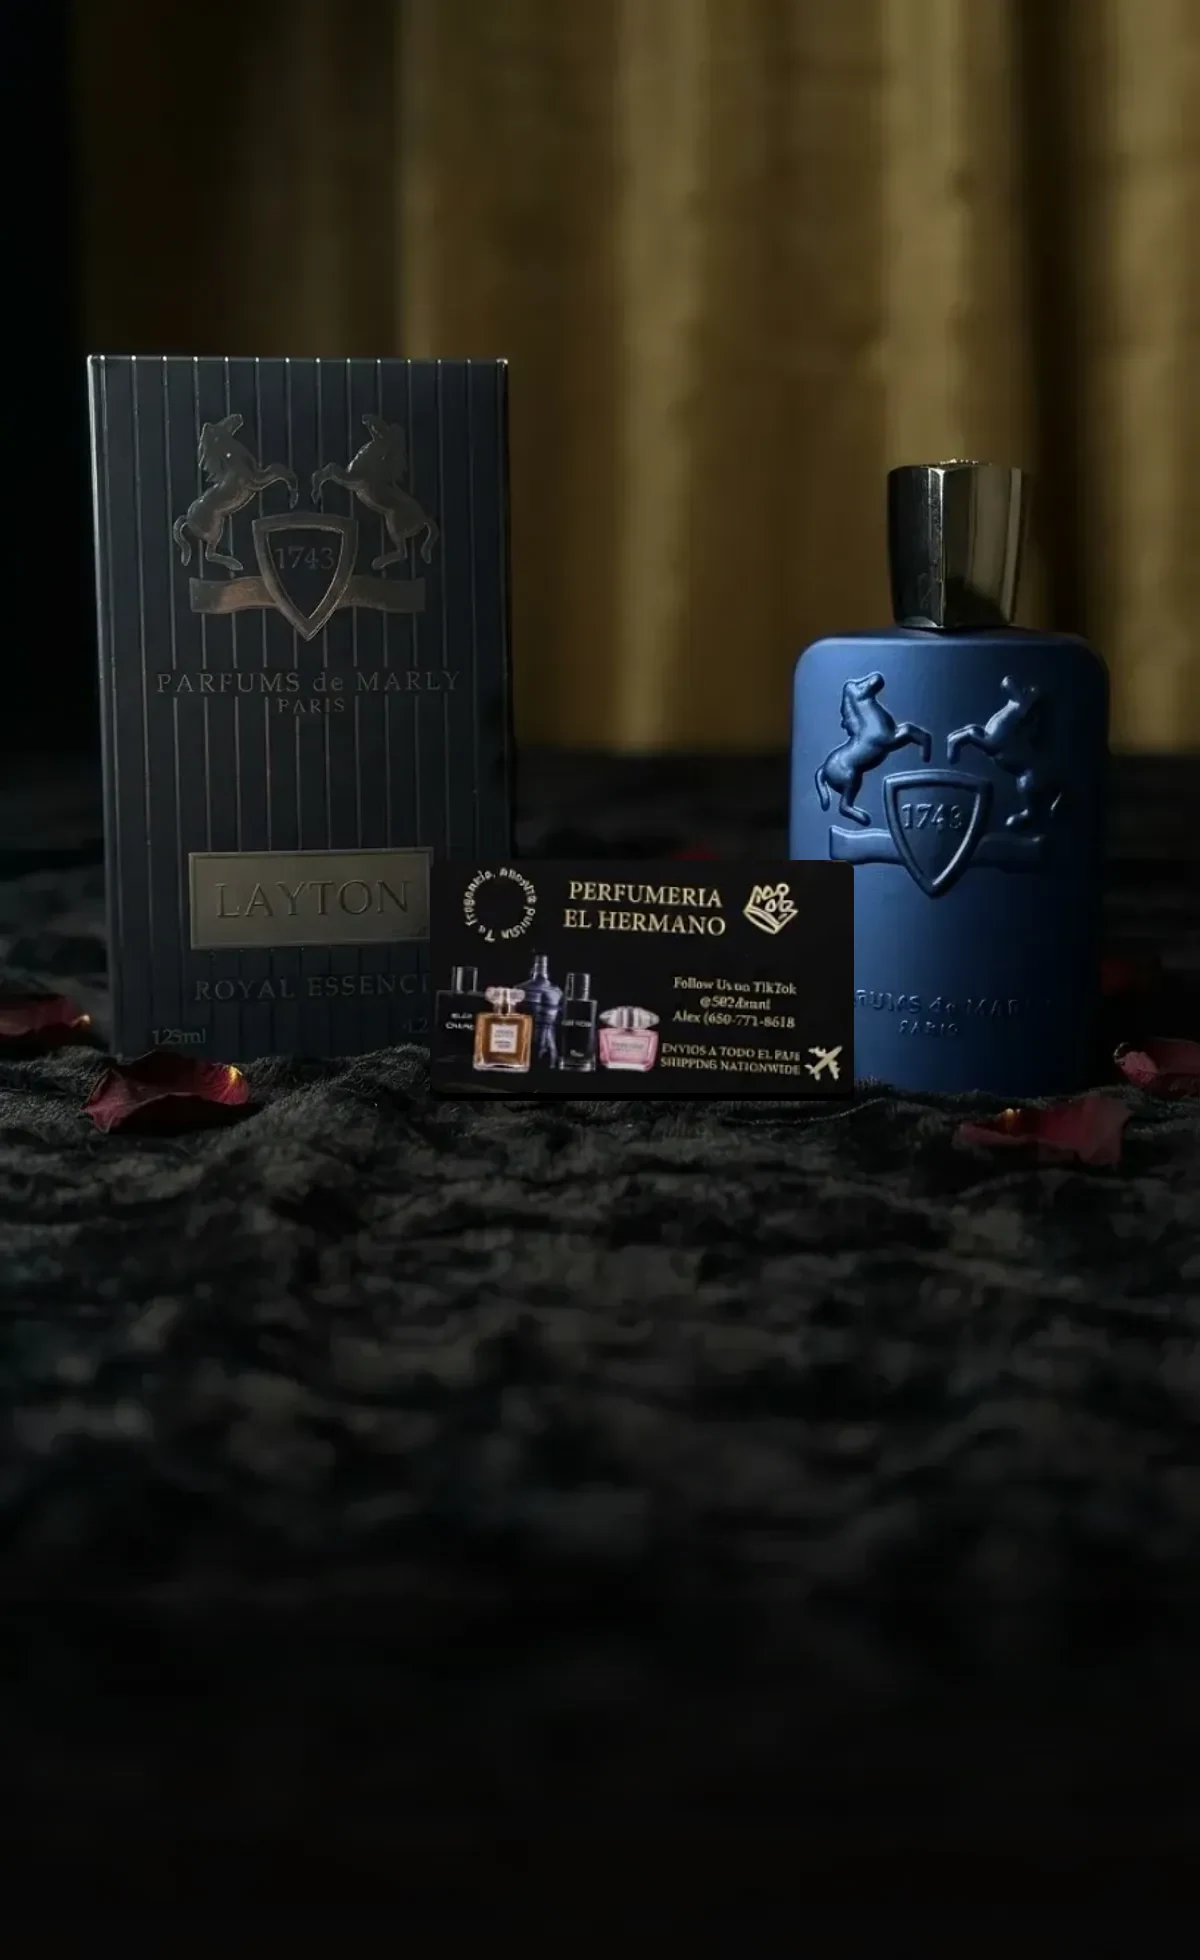 1743
PARFUMS de MARLY
PARIS
LAYTON
ROYAL ESSENC
125ml
1743
PARIS
PERFUMERIA
EL HERMANO
Follow Us on TikTok
Alex (650-771-8618
ENVIOS A TODO EL PAIS
SHIPPING NATIONWIDE